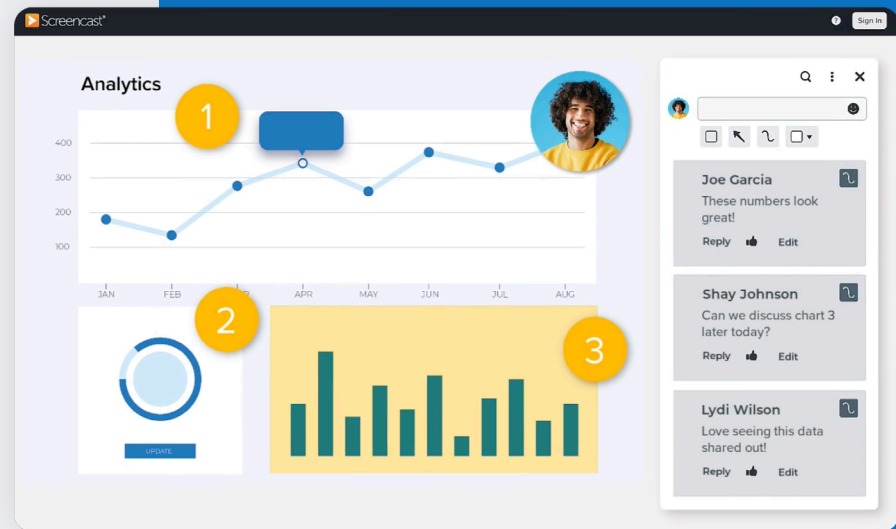 Screencast
Sign In
Analytics
1
400
300
200
100
JAN
FEB
APR
MAY
JUN
JUL
AUG
2
UPDATE
3
Joe Garcia
These numbers look
great!
Reply
Edit
Shay Johnson
Can we discuss chart 3
later today?
Reply
Edit
Lydi Wilson
Love seeing this data
shared out!
Reply
Edit